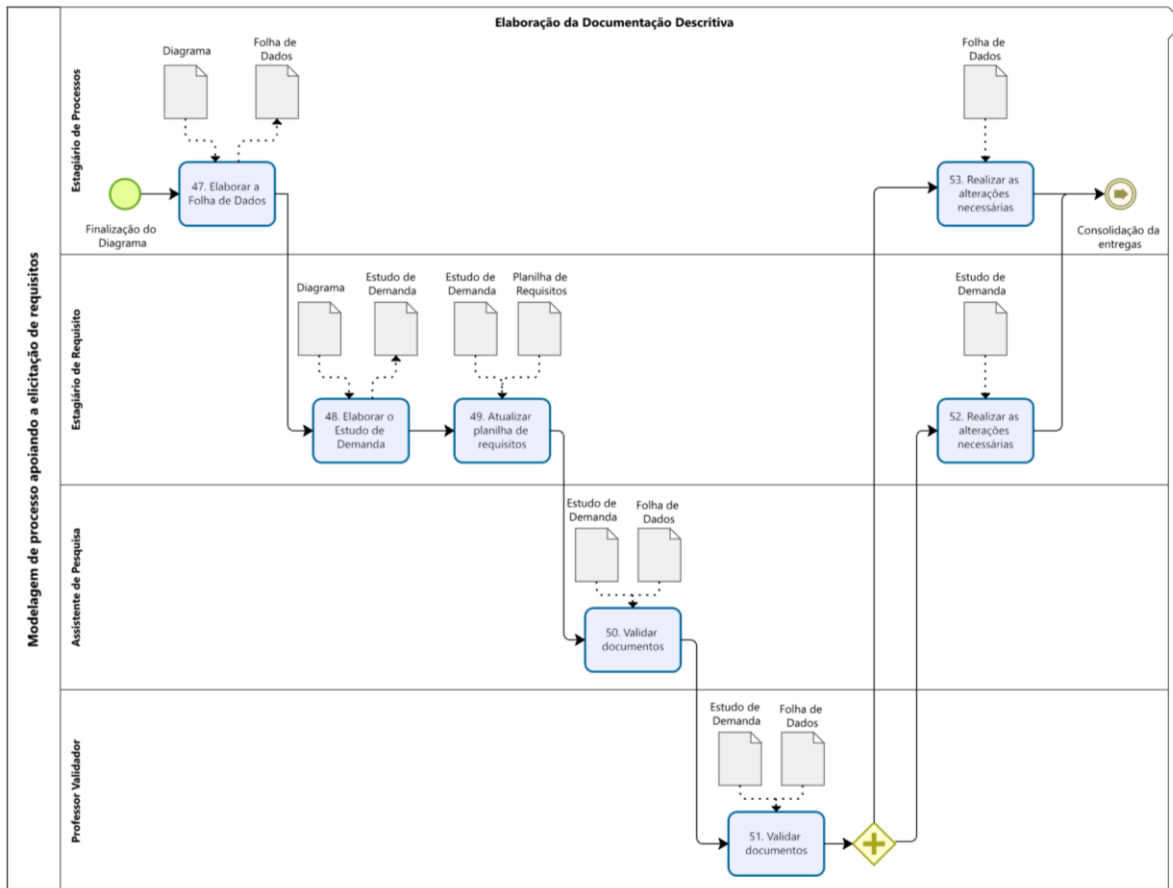 Elaboração da Documentação Descritiva
Modelagem de processo apoiando a elicitação de requisitos
Estagiário de Processos
Diagrama
Folha de
Dados
Folha de
Dados
47. Elaborar a
Folha de Dados
53. Realizar as
alterações
necessárias
Finalização do
Diagrama
Consolidação da
entregas
Estagiário de Requisito
Diagrama
Estudo de
Demanda
Estudo de
Demanda
Planilha de
Requisitos
Estudo de
Demanda
48. Elaborar o
Estudo de
Demanda
49. Atualizar
planilha de
requisitos
52. Realizar as
alterações
necessárias
Assistente de Pesquisa
Estudo de
Demanda
Folha de
Dados
50. Validar
documentos
Professor Validador
Estudo de
Demanda
Folha de
Dados
51. Validar
documentos